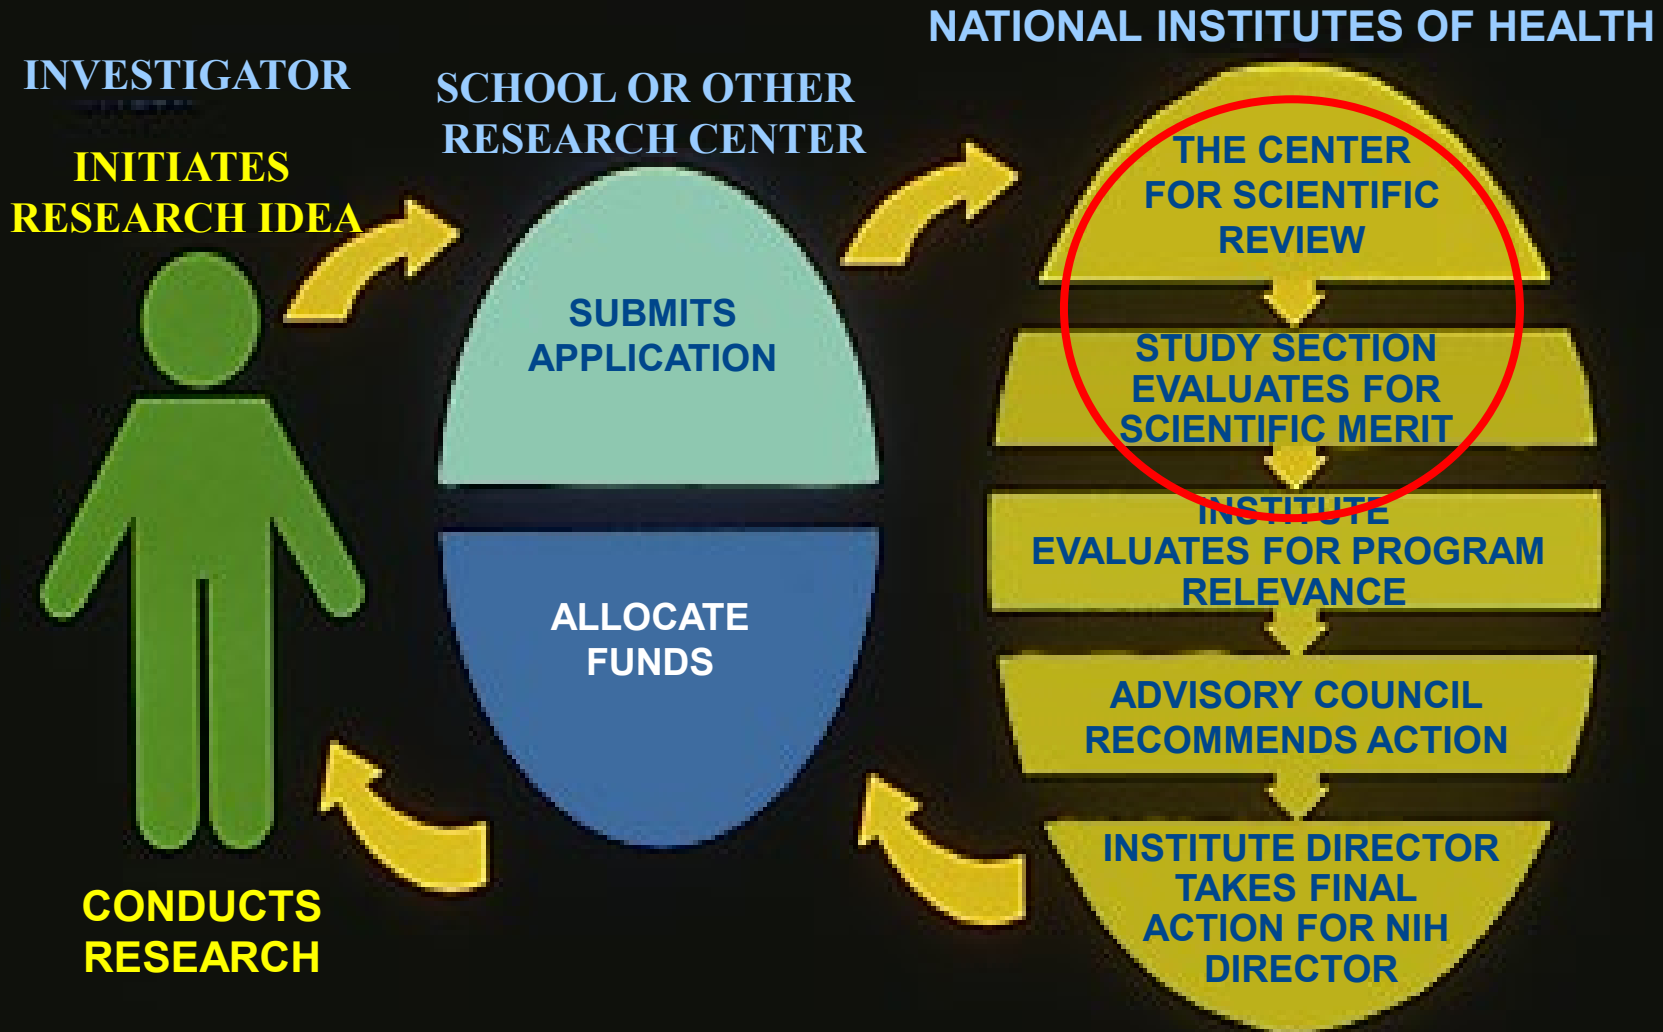 NATIONAL INSTITUTES OF HEALTH
INVESTIGATOR
INITIATES
RESEARCH IDEA
SCHOOL OR OTHER
RESEARCH CENTER
SUBMITS
APPLICATION
ALLOCATE
FUNDS
THE CENTER
FOR SCIENTIFIC
REVIEW
STUDY SECTION
EVALUATES FOR
SCIENTIFIC MERIT
INSTITUTE
EVALUATES FOR PROGRAM
RELEVANCE
ADVISORY COUNCIL
RECOMMENDS ACTION
INSTITUTE DIRECTOR
TAKES FINAL
ACTION FOR NIH
DIRECTOR
CONDUCTS
RESEARCH